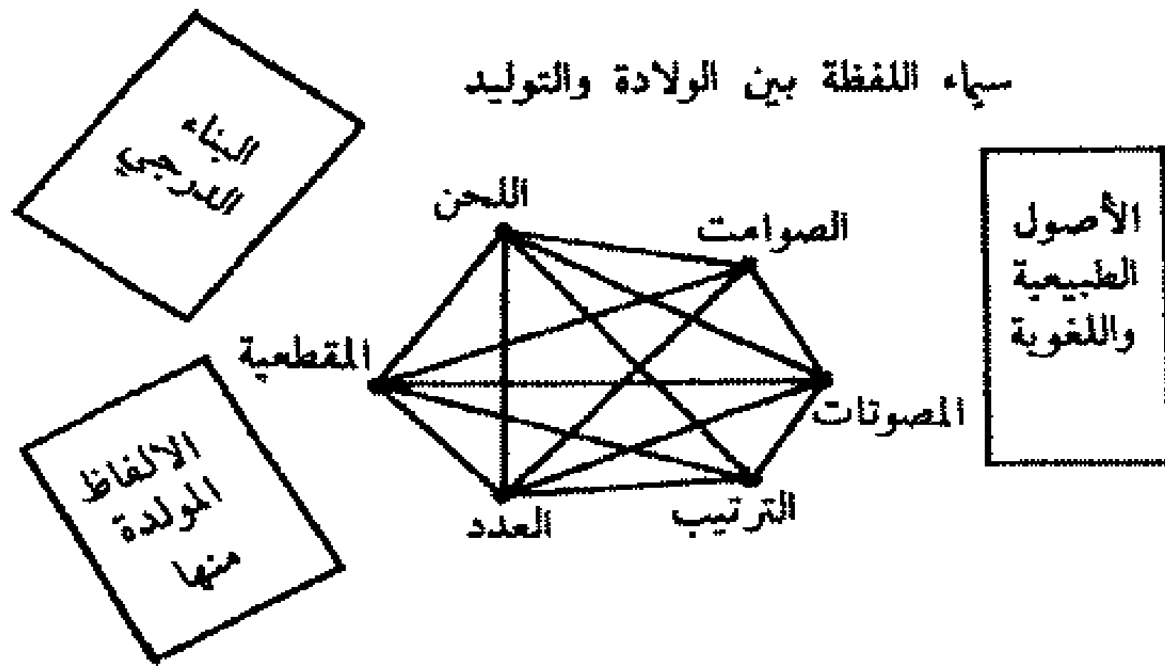 سيماء اللفظة بين الولادة والتوليد
البناء
الدرجي
اللحن
الصوامت
الأصول
الطبيعية
واللغوية
المقطعية
المصوتات
الالفاظ
المولدة
منها
العدد
الترتيب